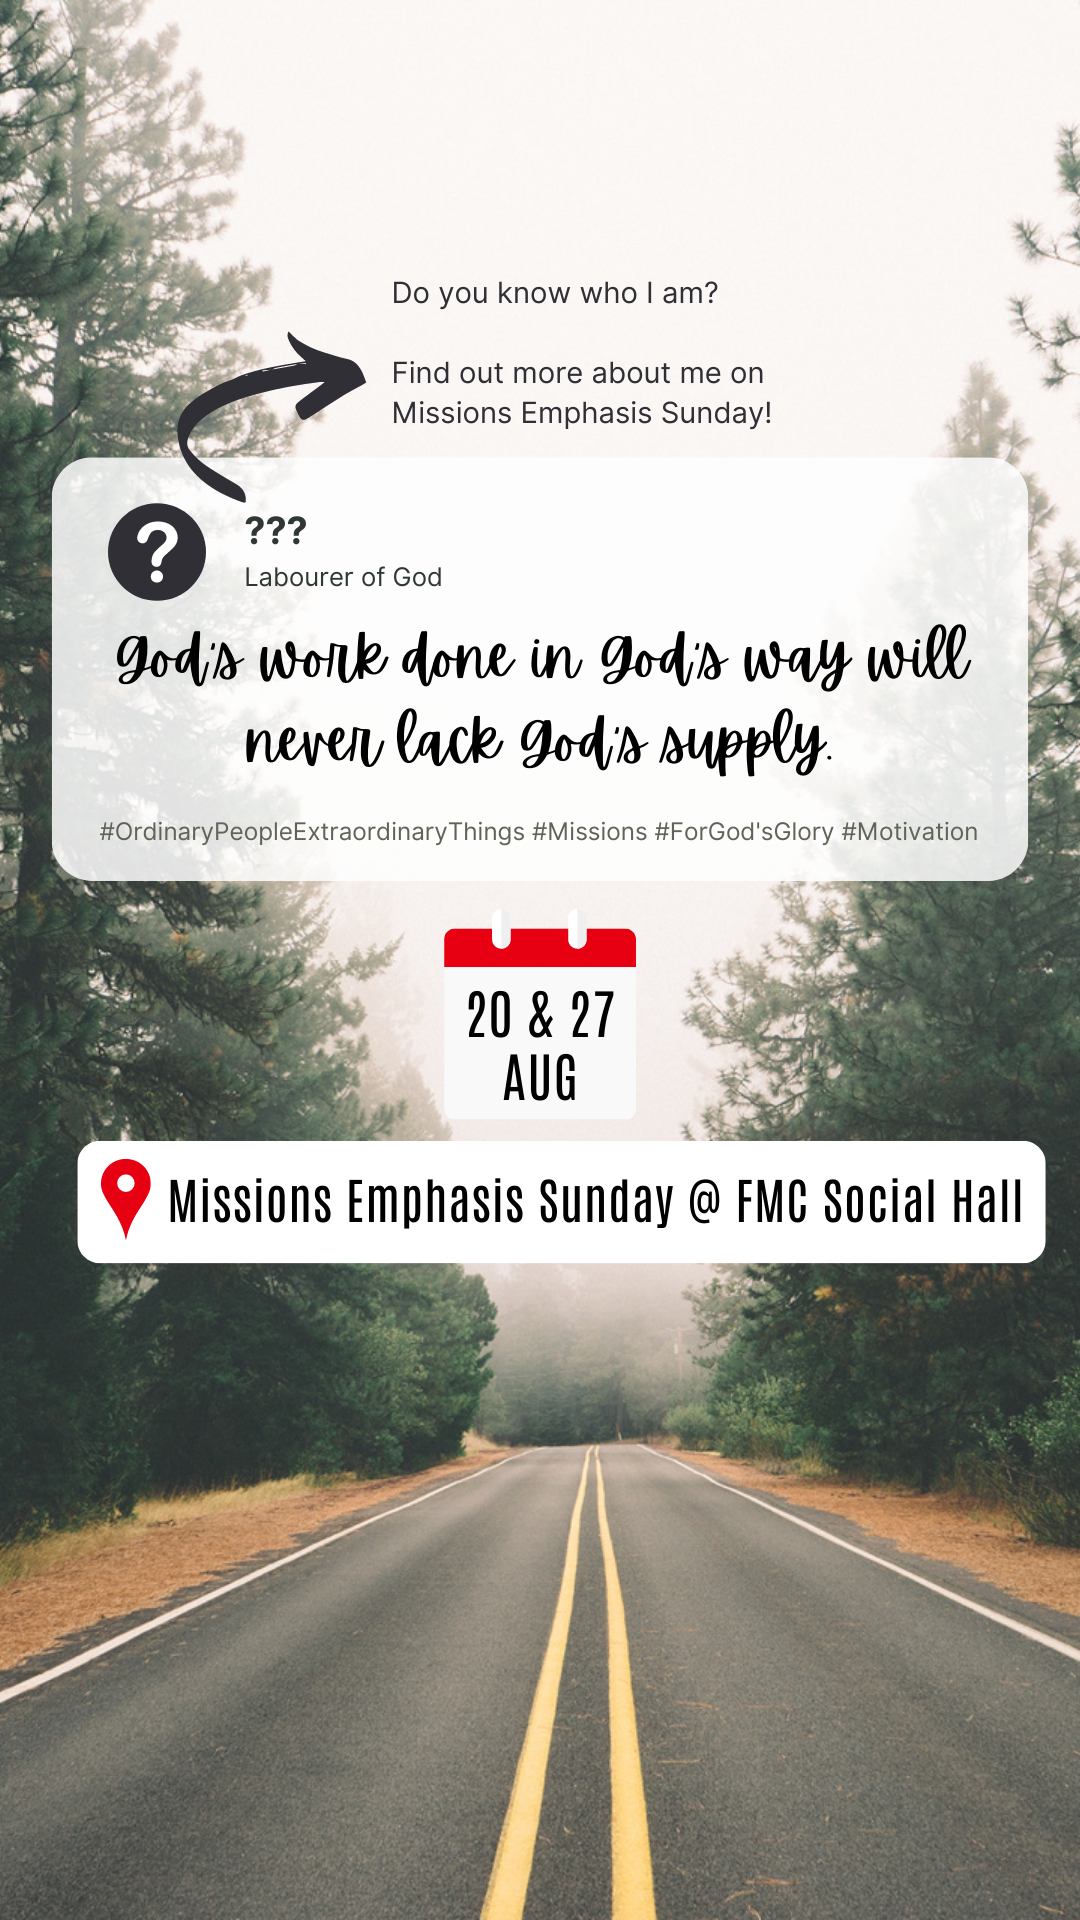 Do you know who I am?
Find out more about me on
Missions Emphasis Sunday!
?
???
Labourer of God
God's work done in God's way will
never lack God's supply.
#OrdinaryPeopleExtraordinaryThings #Missions #ForGod'sGlory #Motivation
20 & 27
AUG
Missions Emphasis Sunday @ FMC Social Hall